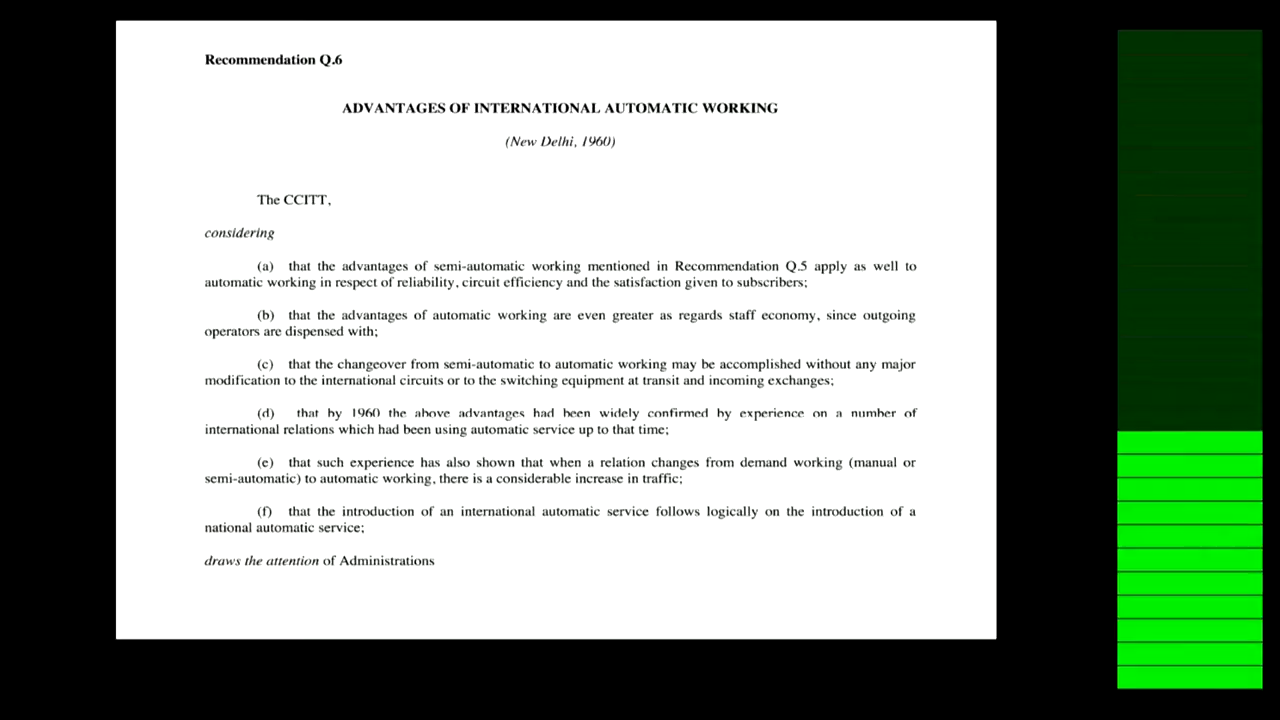 Recommendation Q.6
ADVANTAGES OF INTERNATIONAL AUTOMATIC WORKING
(New Delhi, 1960)
The CCITT,
considering
(a) that the advantages of semi-automatic working mentioned in Recommendation Q.5 apply as well to
automatic working in respect of reliability, circuit efficiency and the satisfaction given to subscribers;
(b) that the advantages of automatic working are even greater as regards staff economy, since outgoing
operators are dispensed with;
(c) that the changeover from semi-automatic to automatic working may be accomplished without any major
modification to the international circuits or to the switching equipment at transit and incoming exchanges;
(d) that by 1960 the above advantages had been widely confirmed by experience on a number of
international relations which had been using automatic service up to that time;
(e) that such experience has also shown that when a relation changes from demand working (manual or
semi-automatic) to automatic working, there is a considerable increase in traffic;
(f) that the introduction of an international automatic service follows logically on the introduction of a
national automatic service;
draws the attention of Administrations